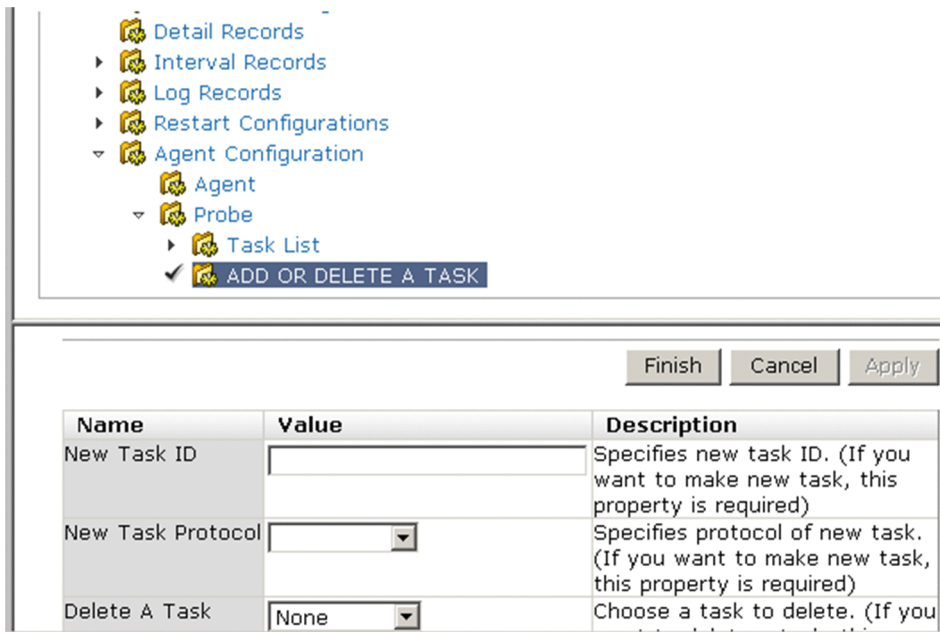 Detail Records
Interval Records
Log Records
Restart Configurations
Agent Configuration
Agent
Probe
Task List
ADD OR DELETE A TASK
Finish Cancel Apply
Name Value Description
New Task ID Specifies new task ID. (If you
want to make new task, this
property is required)
New Task Protocol Specifies protocol of new task.
(If you want to make new task,
this property is required)
Delete A Task None Choose a task to delete. (If you